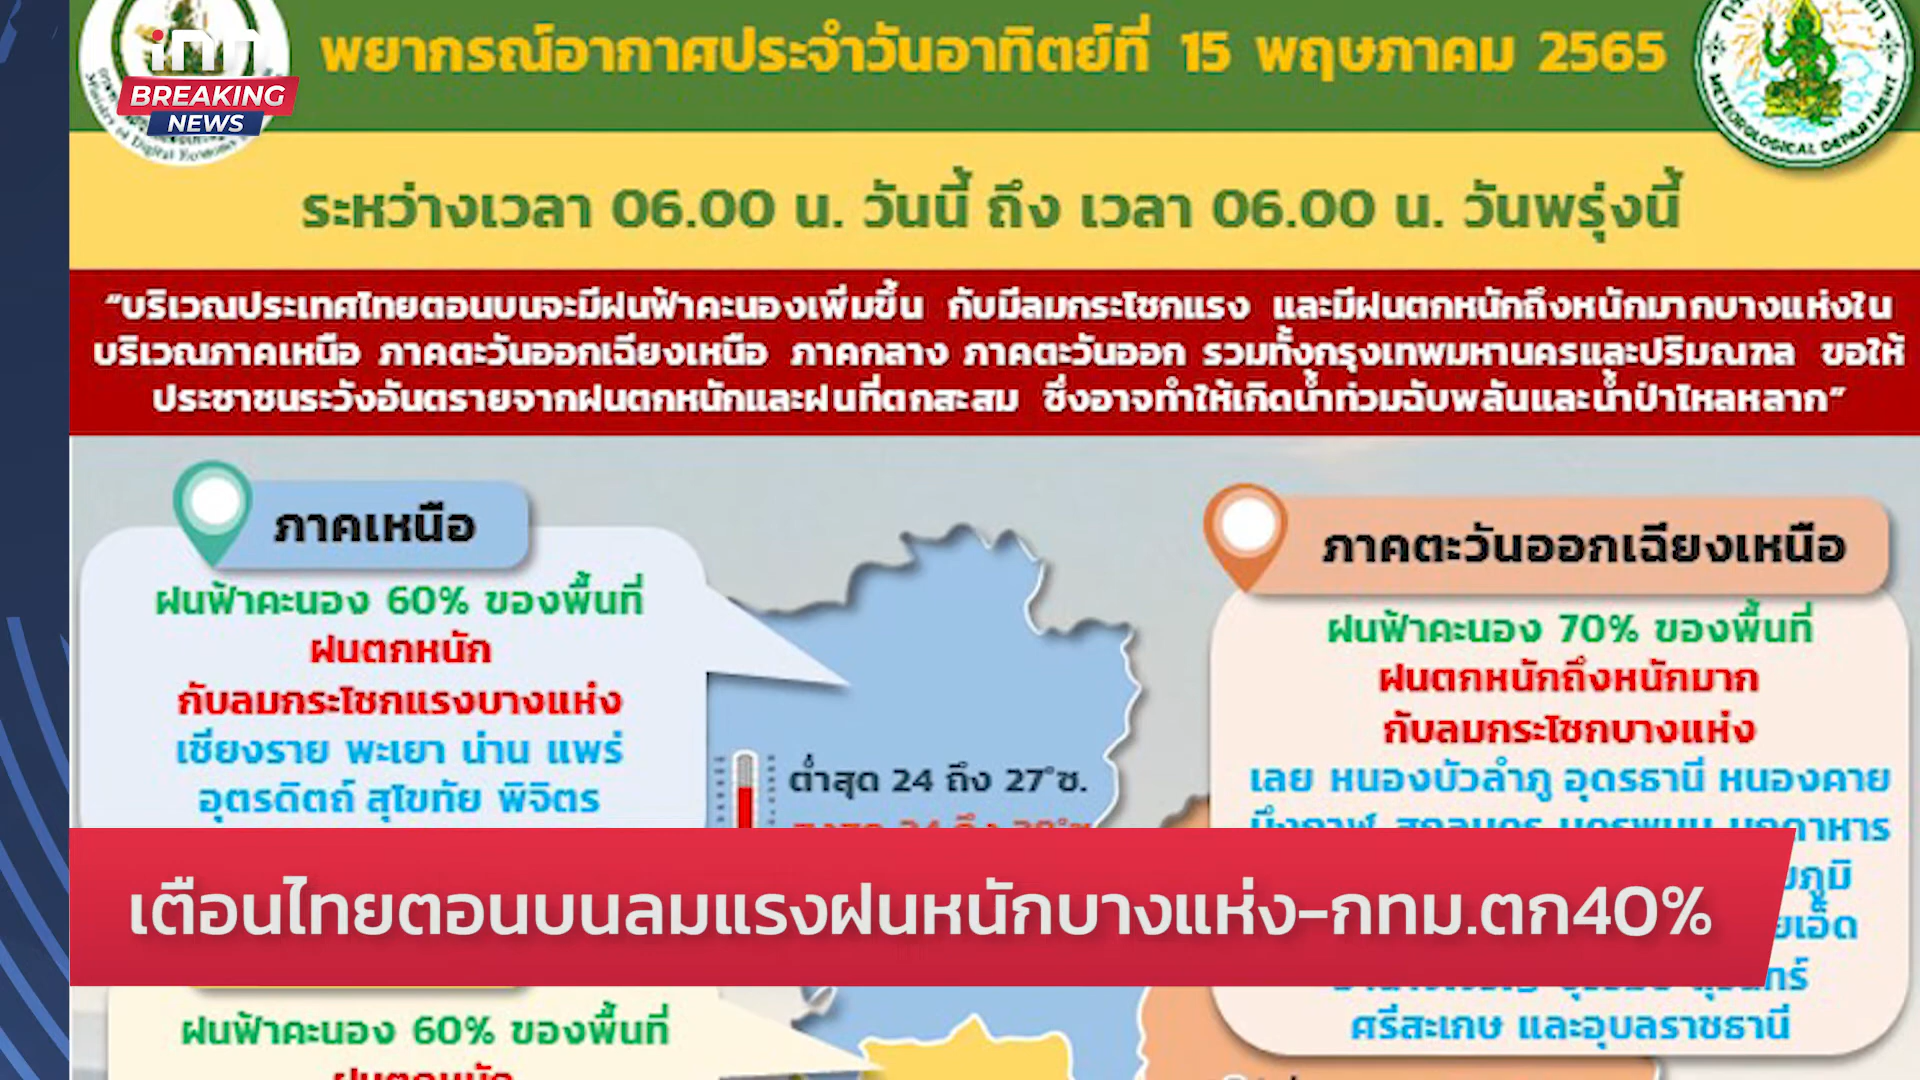 inn
BREAKING
NEWS
พยากรณ์อากาศประจำวันอาทิตย์ที่ 15 พฤษภาคม 2565
METEOROLOGICAL DEPARTMENT
ระหว่างเวลา 06.00 น. วันนี้ ถึง เวลา 06.00 น. วันพรุ่งนี้
“บริเวณประเทศไทยตอนบนจะมีฝนฟ้าคะนองเพิ่มขึ้น กับมีลมกระโชกแรง และมีฝนตกหนักถึงหนักมากบางแห่งใน
บริเวณภาคเหนือ ภาคตะวันออกเฉียงเหนือ ภาคกลาง ภาคตะวันออก รวมทั้งกรุงเทพมหานครและปริมณฑล ขอให้
ประชาชนระวังอันตรายจากฝนตกหนักและฝนที่ตกสะสม ซึ่งอาจทำให้เกิดน้ำท่วมฉับพลันและน้ำป่าไหลหลาก”
ภาคเหนือ
ฝนฟ้าคะนอง 60% ของพื้นที่
ฝนตกหนัก
กับลมกระโชกแรงบางแห่ง
เชียงราย พะเยา น่าน แพร่
อุตรดิตถ์ สุโขทัย พิจิตร
ต่ำสุด 24 ถึง 27°ซ.
ภาคตะวันออกเฉียงเหนือ
ฝนฟ้าคะนอง 70% ของพื้นที่
ฝนตกหนักถึงหนักมาก
กับลมกระโชกบางแห่ง
เลย หนองบัวลำภู อุดรธานี หนองคาย
ศรีสะเกษ และอุบลราชธานี
เตือนไทยตอนบนลมแรงฝนหนักบางแห่ง-กทม.ตก40%
ฝนฟ้าคะนอง 60% ของพื้นที่